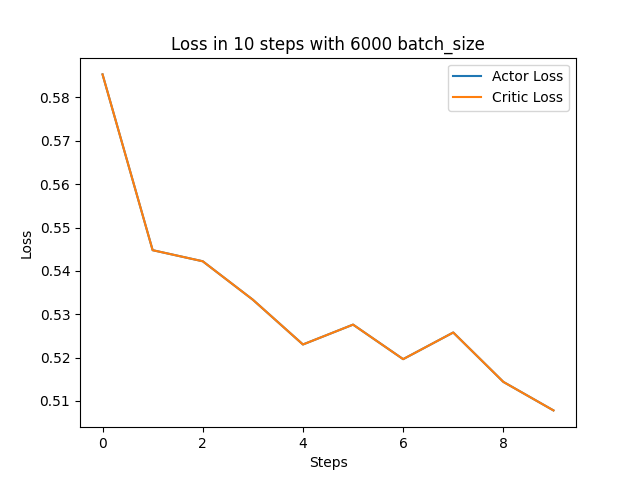 Loss in 10 steps with 6000 batch_size
Actor Loss
Critic Loss
0.58
0.57
0.56
0.55
0.54
0.53
0.52
0.51
Loss
0 2 4 6 8
Steps